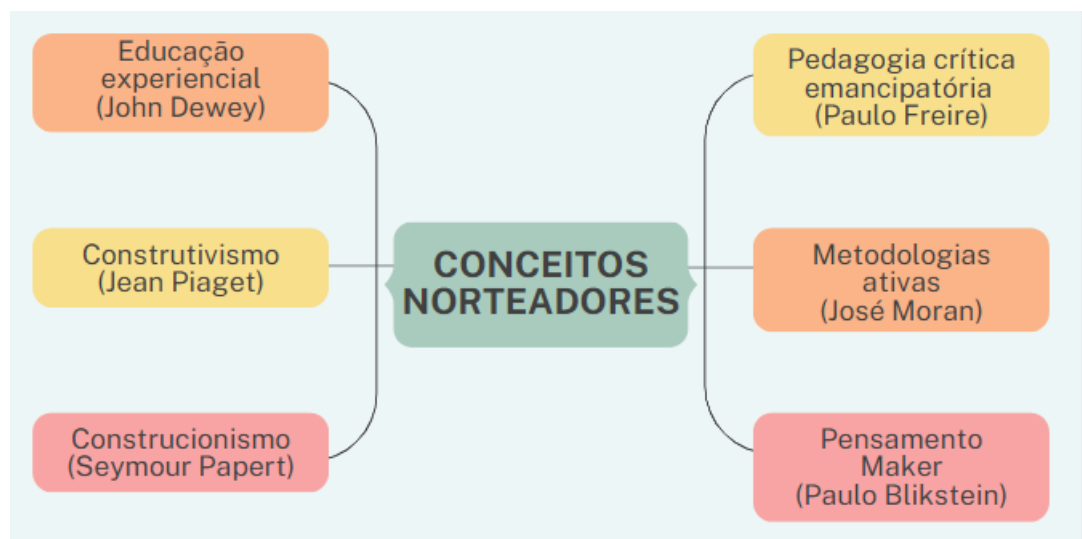 Educação
experiencial
(John Dewey)
Construtivismo
(Jean Piaget)
Construcionismo
(Seymour Papert)
CONCEITOS
NORTEADORES
Pedagogia crítica
emancipatória
(Paulo Freire)
Metodologias
ativas
(José Moran)
Pensamento
Maker
(Paulo Blikstein)